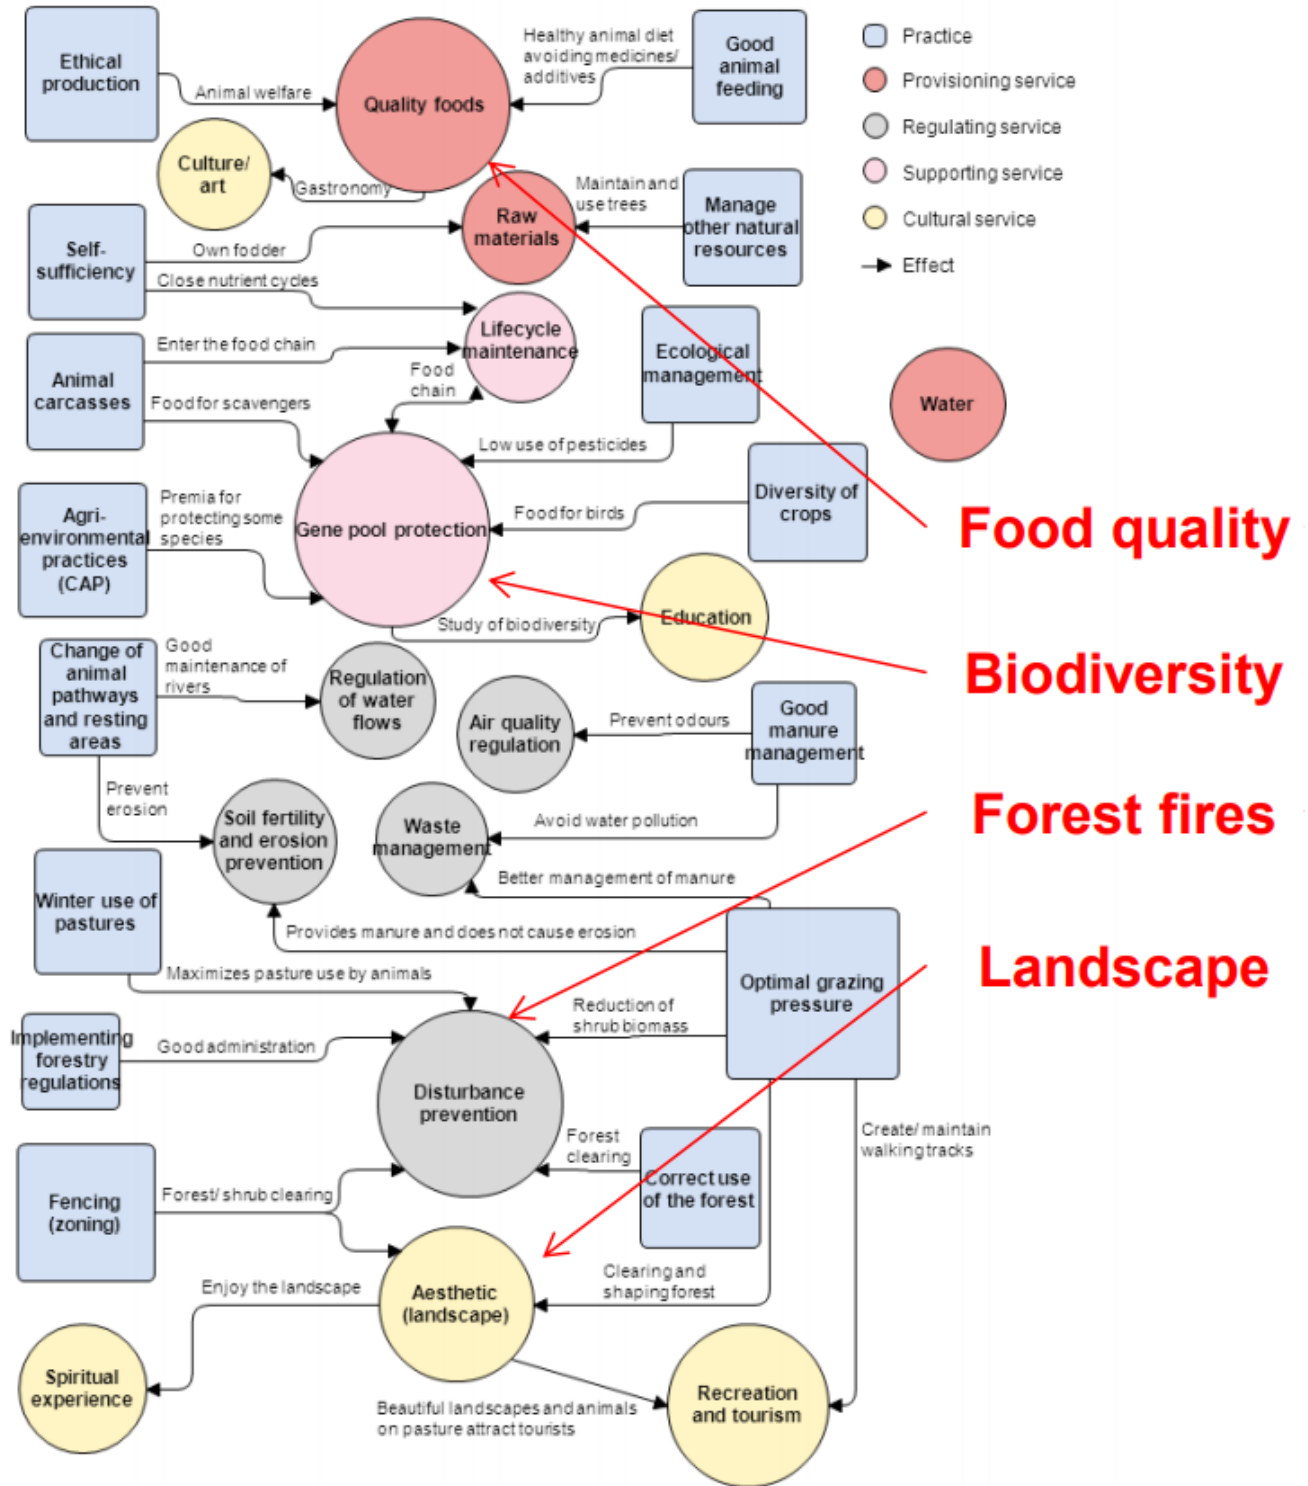 Ethical
production
Animal welfare
Quality foods
Healthy animal diet
avoiding medicines/
additives
Good
animal
feeding
Practice
Provisioning service
Regulating service
Supporting service
Cultural service
Effect
Culture/
art
Gastronomy
Raw
materials
Maintain and
use trees
Manage
other natural
resources
Self-
sufficiency
Own fodder
Close nutrient cycles
Lifecycle
maintenance
Enter the food chain
Animal
carcasses
Food for scavengers
Food
chain
Ecological
management
Low use of pesticides
Water
Agri-
environmental
practices
(CAP)
Premia for
protecting some
species
Gene pool protection
Food for birds
Diversity of
crops
Food quality
Study of biodiversity
Education
Biodiversity
Change of
animal
pathways
and resting
areas
Good
maintenance of
rivers
Regulation
of water
flows
Air quality
regulation
Prevent odours
Good
manure
management
Prevent
erosion
Soil fertility
and erosion
prevention
Waste
management
Avoid water pollution
Forest fires
Better management of manure
Winter use of
pastures
Provides manure and does not cause erosion
Maximizes pasture use by animals
Optimal grazing
pressure
Landscape
Implementing
forestry
regulations
Good administration
Disturbance
prevention
Reduction of
shrub biomass
Forest
clearing
Correct use
of the forest
Create/ maintain
walking tracks
Fencing
(zoning)
Forest/ shrub clearing
Enjoy the landscape
Aesthetic
(landscape)
Clearing and
shaping forest
Spiritual
experience
Beautiful landscapes and animals
on pasture attract tourists
Recreation
and tourism